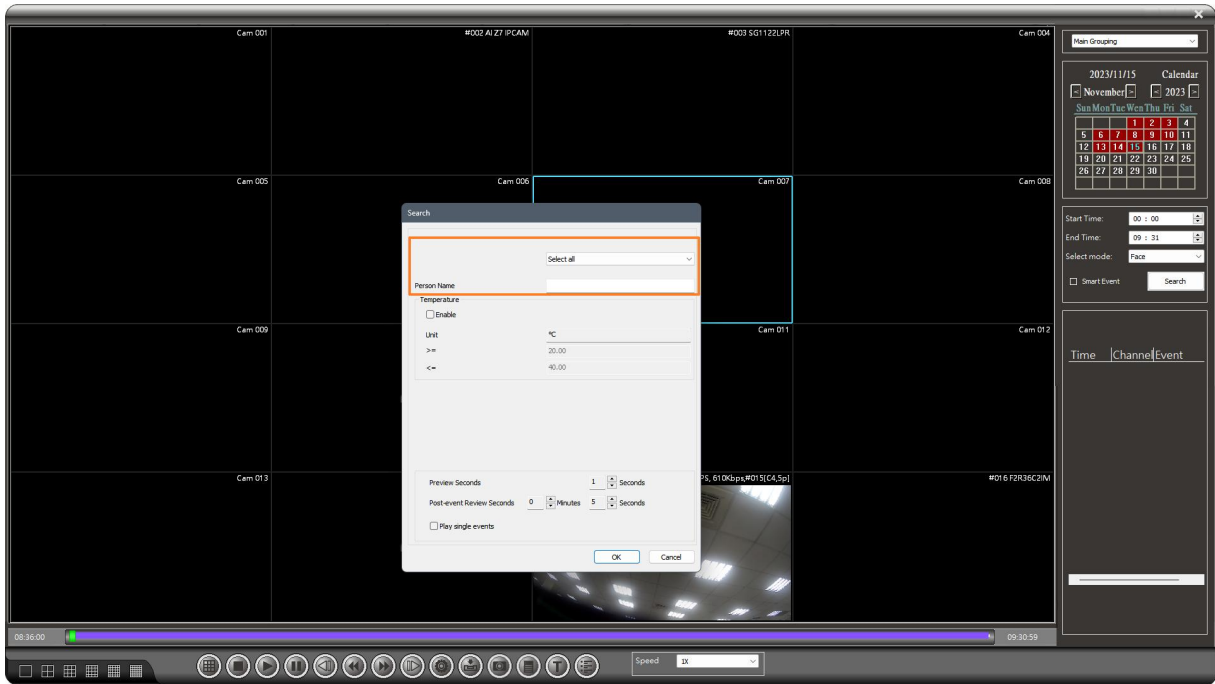 Cam 001
#002 AI Z7 IPCAM
#003 SG1122LPR
Cam 004
Cam 005
Cam 006
Cam 007
Cam 008
Cam 009
Cam 011
Cam 012
Cam 013
PS, 610Kbps,#015[C4,5p]
#016 F2R36C2IM
Search
Select all
Person Name
Temperature
Enable
Unit °C
>= 20.00
<= 40.00
Preview Seconds 1 Seconds
Post-event Review Seconds 0 Minutes 5 Seconds
Play single events
OK Cancel
Main Grouping
2023/11/15 Calendar
< November > < 2023 >
Sun Mon Tue Wen Thu Fri Sat
1 2 3 4
5 6 7 8 9 10 11
12 13 14 15 16 17 18
19 20 21 22 23 24 25
26 27 28 29 30
Start Time: 00 : 00
End Time: 09 : 31
Select mode: Face
Smart Event Search
Time Channel Event
08:36:00
09:30:59
T
Speed 1X